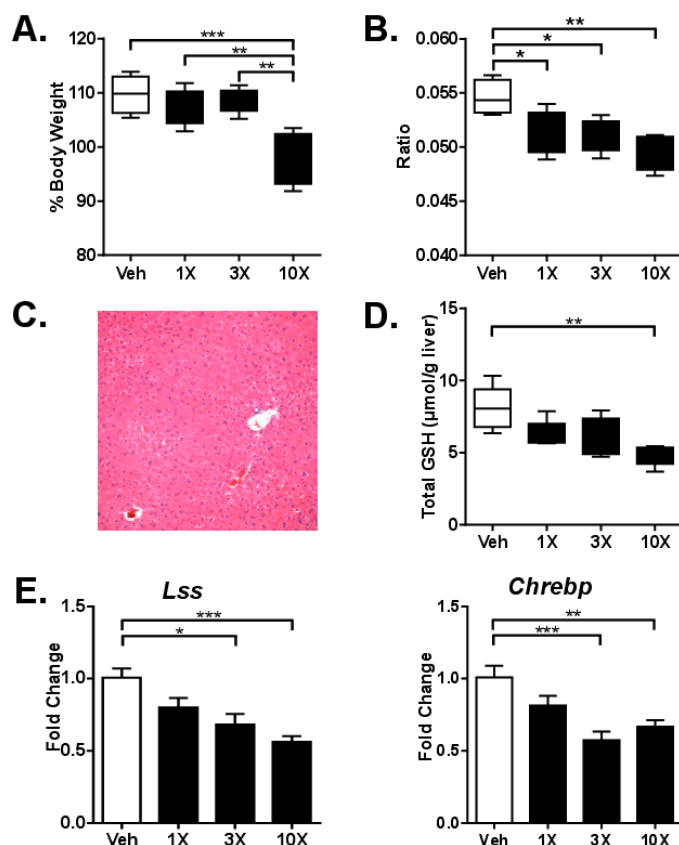 A.
B.
120
110
100
90
80
% Body Weight
***
**
**
Veh 1X 3X 10X
0.060
0.055
0.050
0.045
0.040
Ratio
**
*
*
Veh 1X 3X 10X
C.
D.
15
10
5
0
Total GSH (µmol/g liver)
**
Veh 1X 3X 10X
E.
Lss
1.5
1.0
0.5
0.0
Fold Change
***
*
Veh 1X 3X 10X
Chrebp
1.5
1.0
0.5
0.0
Fold Change
**
***
Veh 1X 3X 10X